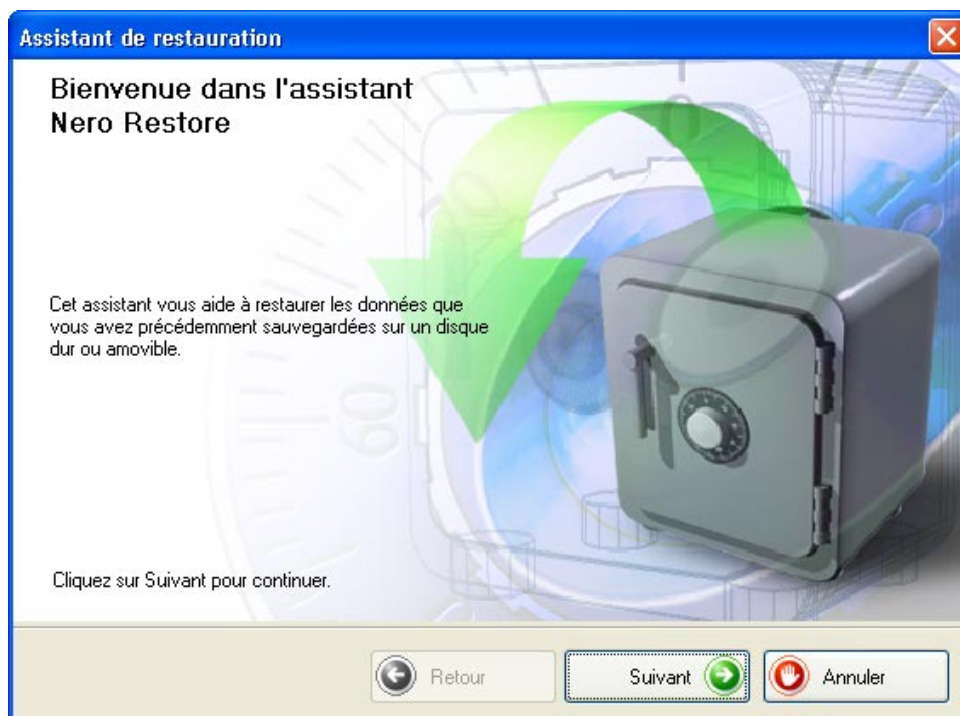 Assistant de restauration
Bienvenue dans l'assistant
Nero Restore
Cet assistant vous aide à restaurer les données que
vous avez précédemment sauvegardées sur un disque
dur ou amovible.
Cliquez sur Suivant pour continuer.
Retour
Suivant
Annuler